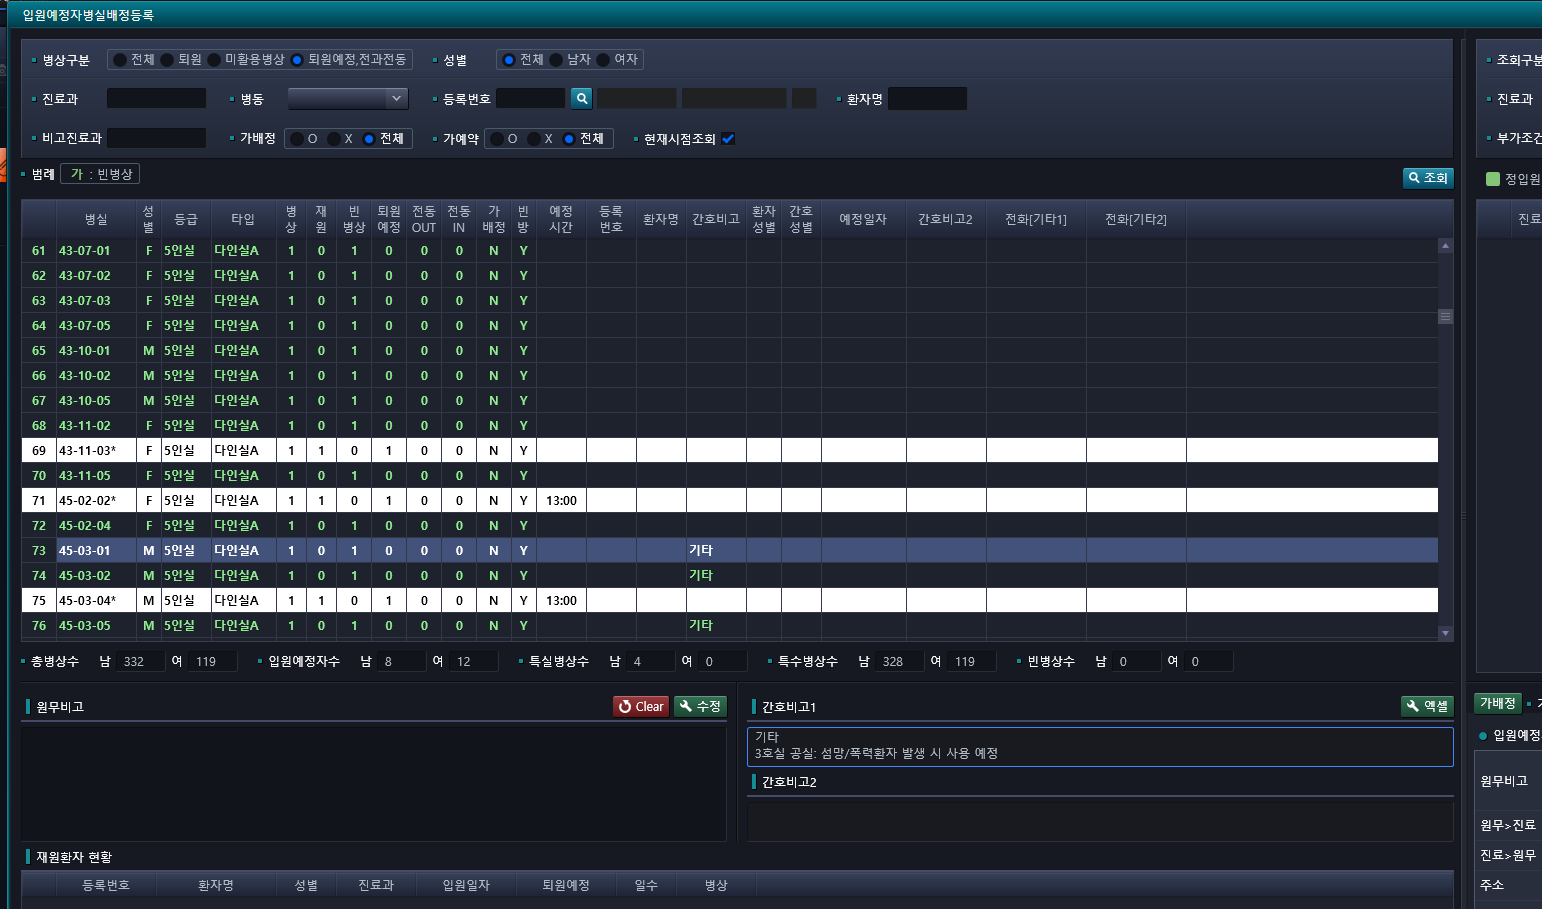 입원예정자병실배정등록
병상구분 전체 퇴원 미활용병상 퇴원예정,전과전동 성별 전체 남자 여자
진료과 병동 등록번호 환자명
비고진료과 가배정 O X 전체 가예약 O X 전체 현재시점조회
범례 가 : 빈병상 조회
병실 성별 등급 타입 병상 재원 빈병상 퇴원예정 전동OUT 전동IN 가배정 빈방 예정시간 등록번호 환자명 간호비고 환자성별 간호성별 예정일자 간호비고2 전화[기타1] 전화[기타2]
61 43-07-01 F 5인실 다인실A 1 0 1 0 0 0 N Y
62 43-07-02 F 5인실 다인실A 1 0 1 0 0 0 N Y
63 43-07-03 F 5인실 다인실A 1 0 1 0 0 0 N Y
64 43-07-05 F 5인실 다인실A 1 0 1 0 0 0 N Y
65 43-10-01 M 5인실 다인실A 1 0 1 0 0 0 N Y
66 43-10-02 M 5인실 다인실A 1 0 1 0 0 0 N Y
67 43-10-05 M 5인실 다인실A 1 0 1 0 0 0 N Y
68 43-11-02 F 5인실 다인실A 1 0 1 0 0 0 N Y
69 43-11-03* F 5인실 다인실A 1 1 0 1 0 0 N Y
70 43-11-05 F 5인실 다인실A 1 0 1 0 0 0 N Y
71 45-02-02* F 5인실 다인실A 1 1 0 1 0 0 N Y 13:00
72 45-02-04 F 5인실 다인실A 1 0 1 0 0 0 N Y
73 45-03-01 M 5인실 다인실A 1 0 1 0 0 0 N Y 기타
74 45-03-02 M 5인실 다인실A 1 0 1 0 0 0 N Y 기타
75 45-03-04* M 5인실 다인실A 1 1 0 1 0 0 N Y 13:00
76 45-03-05 M 5인실 다인실A 1 0 1 0 0 0 N Y 기타
총병상수 남 332 여 119 입원예정자수 남 8 여 12 특실병상수 남 4 여 0 특수병상수 남 328 여 119 빈병상수 남 0 여 0
원무비고 Clear 수정
간호비고1 엑셀
기타
3호실 공실: 섬망/폭력환자 발생 시 사용 예정
간호비고2
재원환자 현황
등록번호 환자명 성별 진료과 입원일자 퇴원예정 일수 병상
조회구분
진료과
부가조건
정입원
진료
가배정
입원예정
원무비고
원무>진료
진료>원무
주소